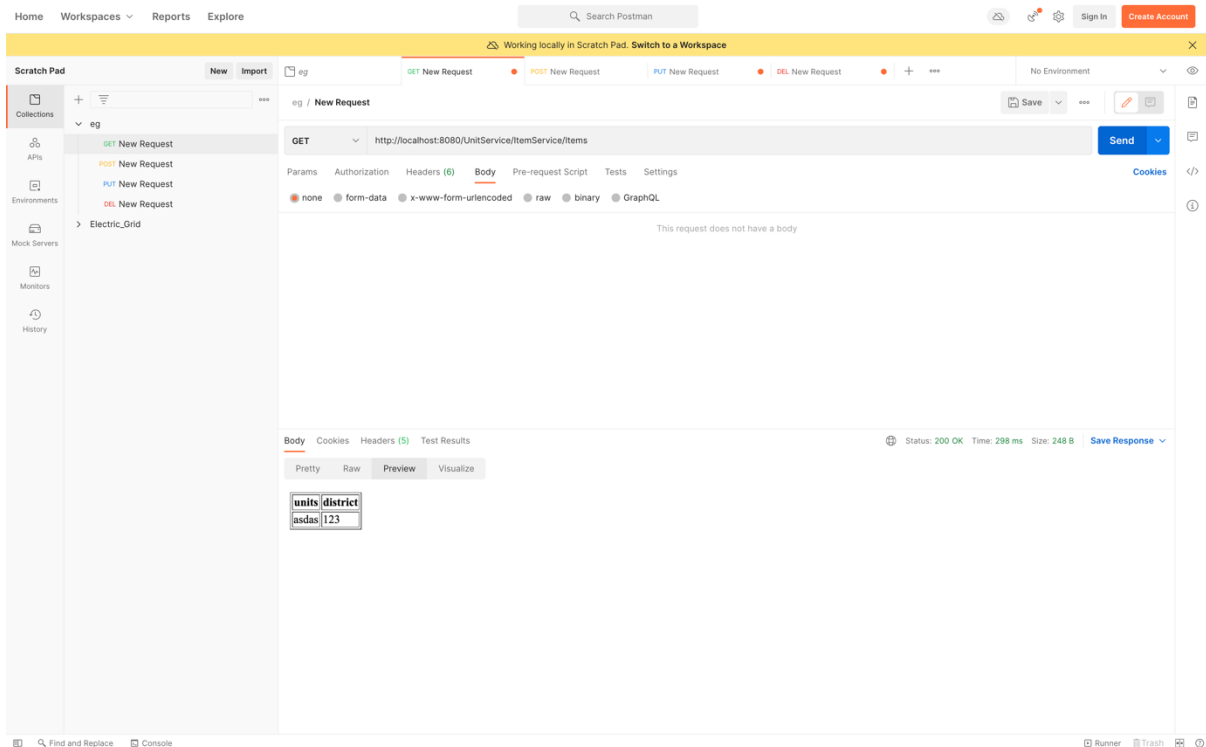 Home Workspaces Reports Explore Search Postman Sign In Create Account
Working locally in Scratch Pad. Switch to a Workspace
Scratch Pad New Import eg GET New Request POST New Request PUT New Request DEL New Request No Environment
Collections
APIs
Environments
Mock Servers
Monitors
History
eg
GET New Request
POST New Request
PUT New Request
DEL New Request
Electric_Grid
eg / New Request Save
GET http://localhost:8080/UnitService/ItemService/Items Send
Params Authorization Headers (6) Body Pre-request Script Tests Settings Cookies
none form-data x-www-form-urlencoded raw binary GraphQL
This request does not have a body
Body Cookies Headers (5) Test Results Status: 200 OK Time: 298 ms Size: 248 B Save Response
Pretty Raw Preview Visualize
units district
asdas 123
Find and Replace Console Runner Trash